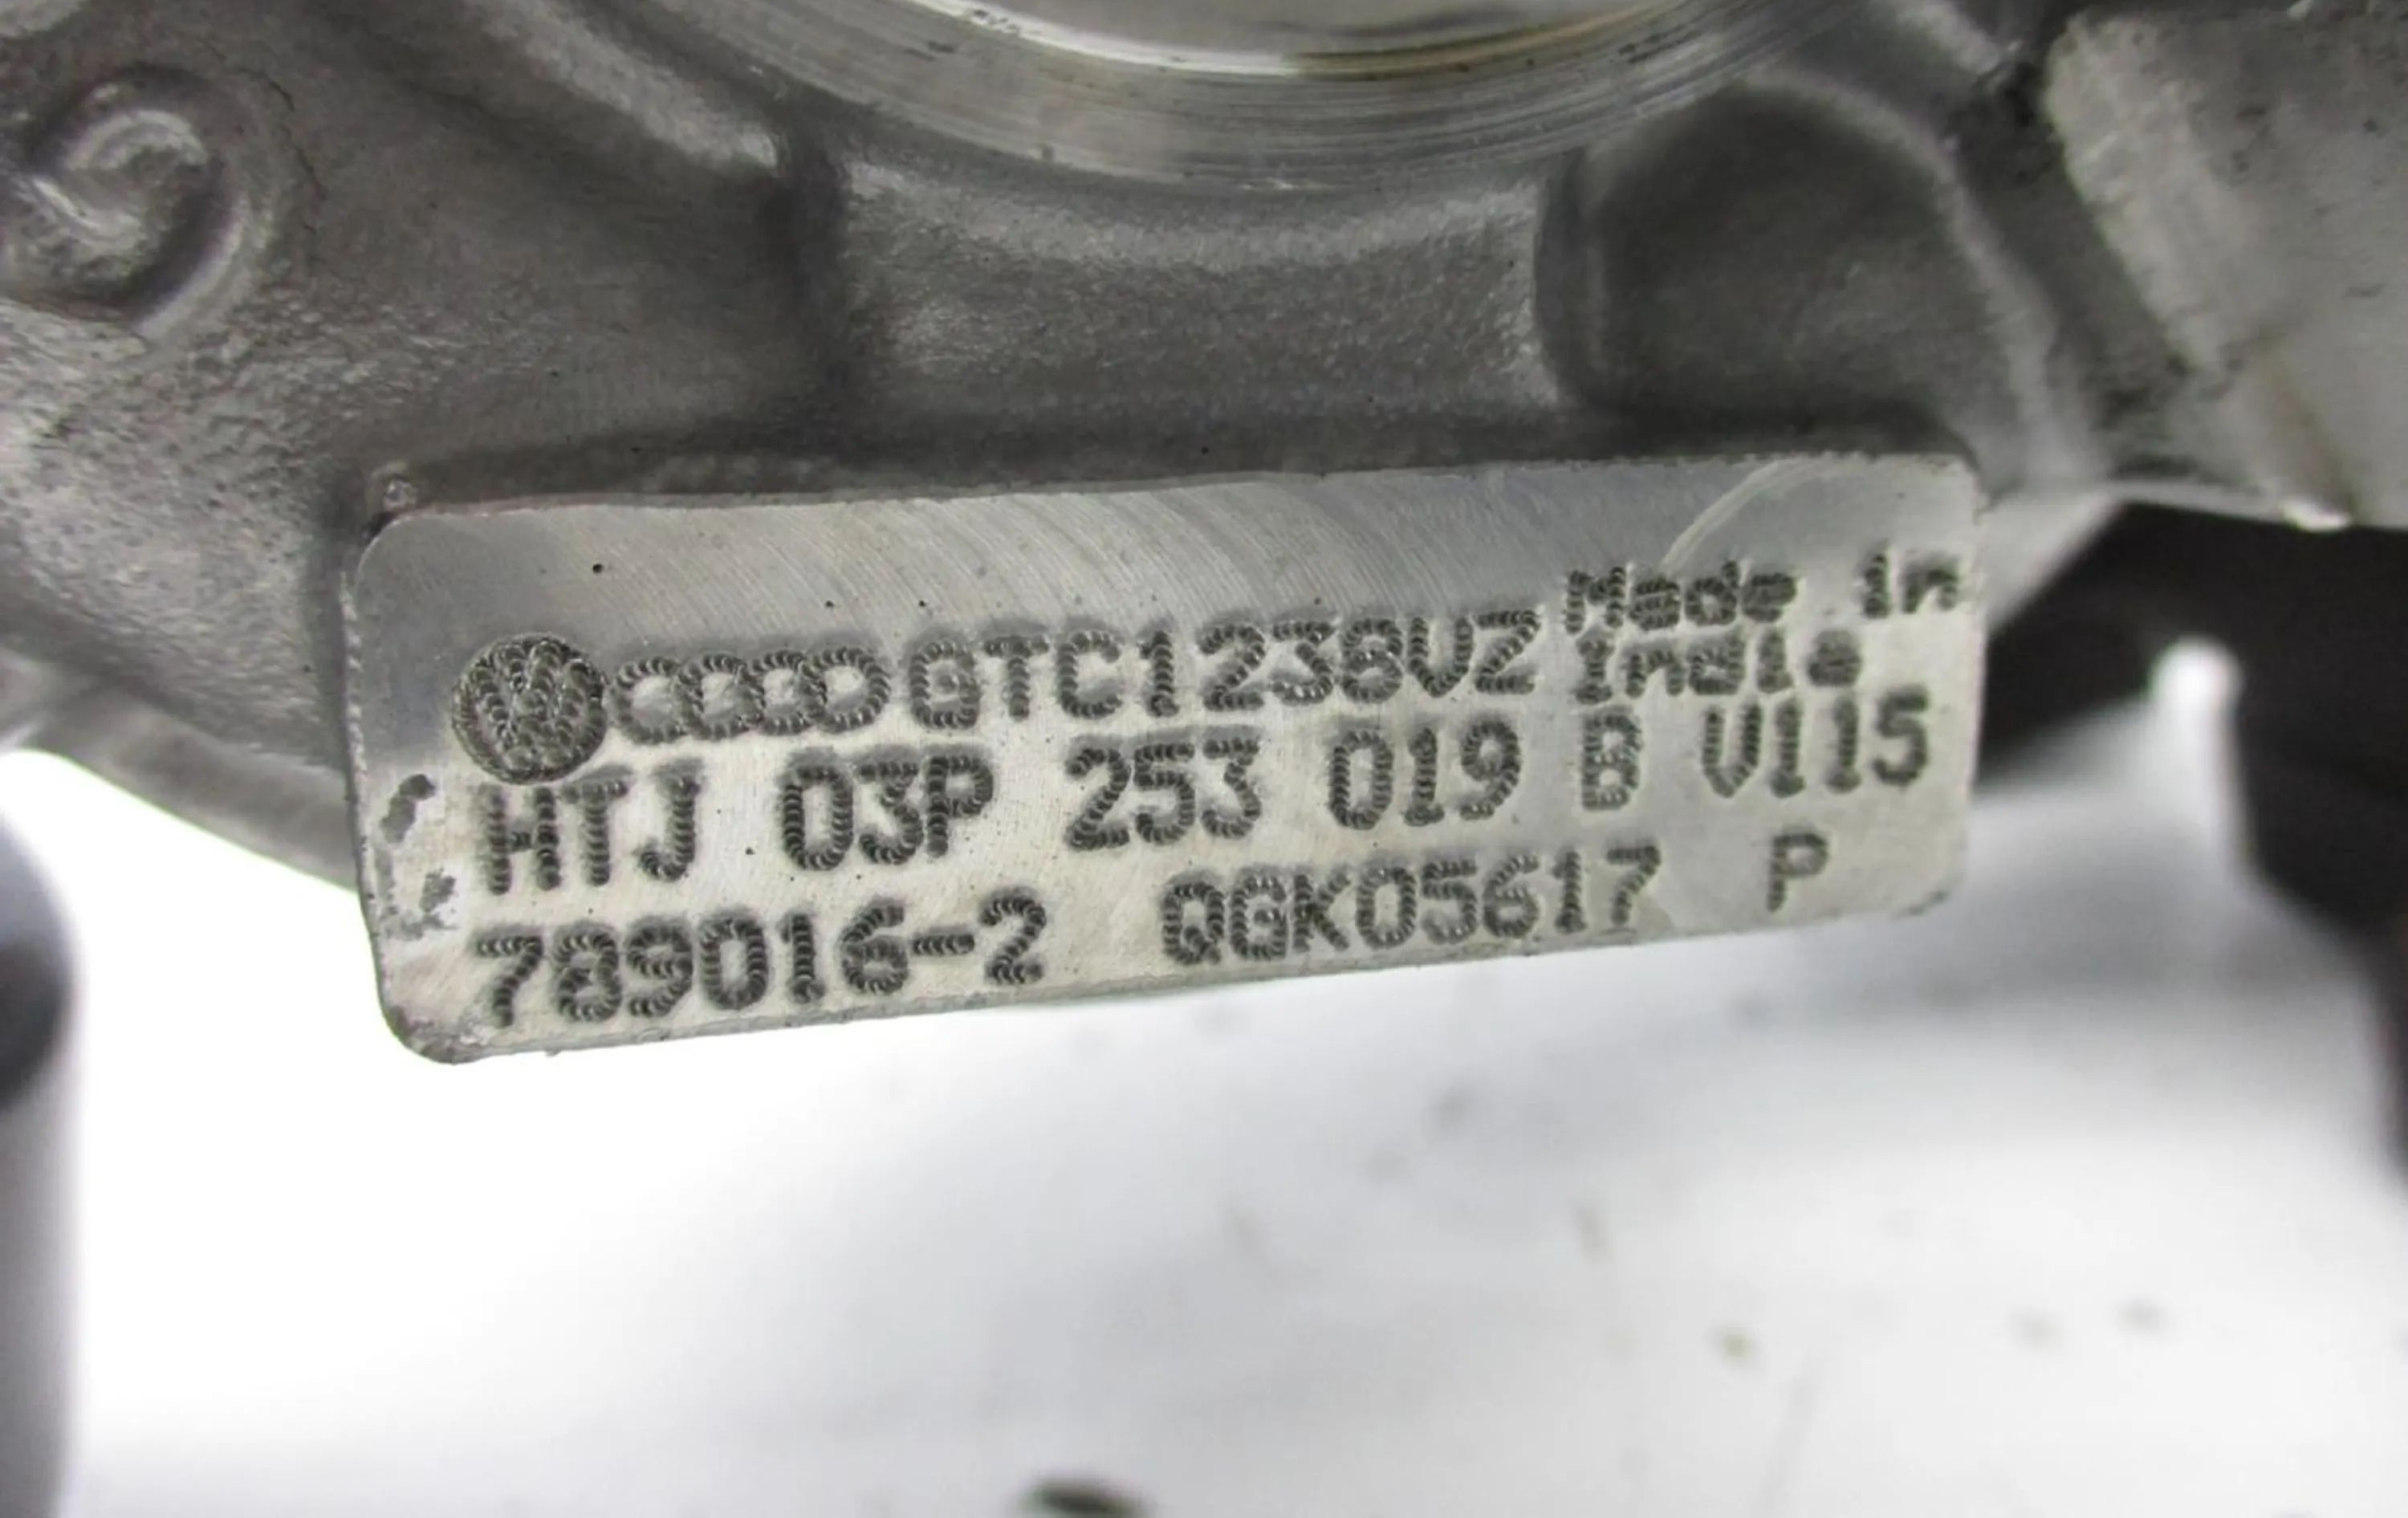 GTC1238VZ Made in
India
HTJ 03P 253 019 B V115
789016-2 QGK05617 P